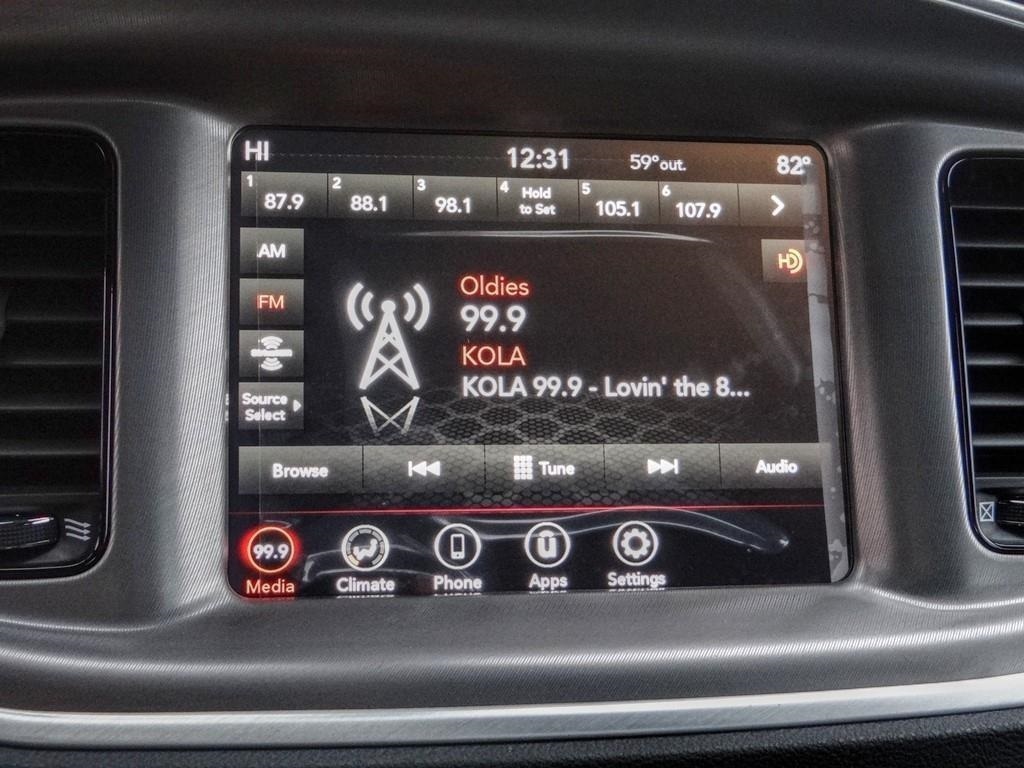 HI 12:31 59° out. 82°
1 87.9 2 88.1 3 98.1 4 Hold to Set 5 105.1 6 107.9
AM
HD
FM
Oldies
99.9
KOLA
KOLA 99.9 - Lovin' the 8...
Source
Select
Browse Tune Audio
99.9
Media Climate Phone Apps Settings